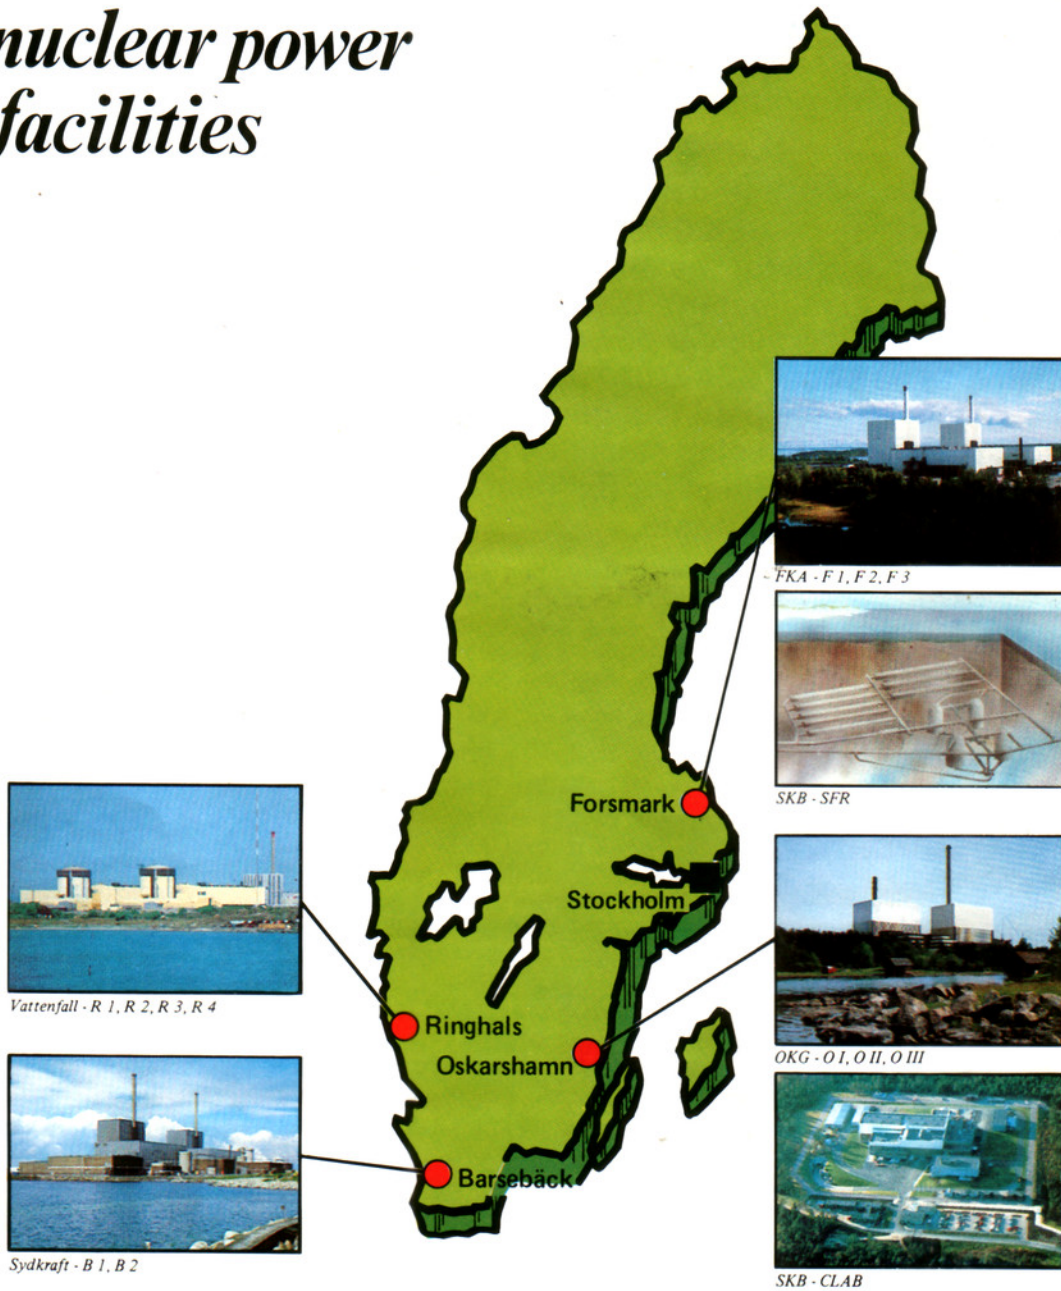 nuclear power
facilities
FKA - F 1, F 2, F 3
SKB - SFR
Forsmark
Stockholm
Vattenfall - R 1, R 2, R 3, R 4
Ringhals
Oskarshamn
OKG - O I, O II, O III
Barsebäck
Sydkraft - B 1, B 2
SKB - CLAB